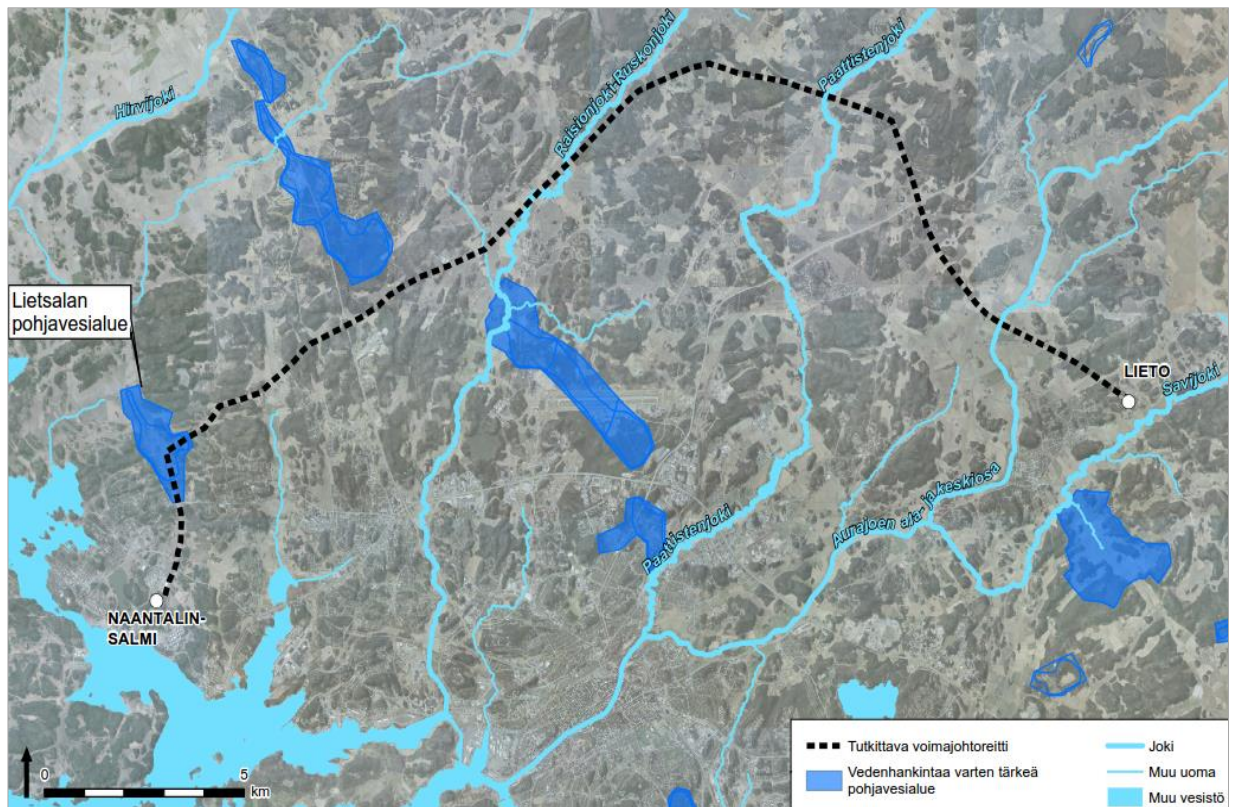 Hirvijoki
Raisionjoki-Ruskonjoki
Paattistenjoki
Lietsalan
pohjavesialue
LIETO
Savijoki
Aurajoen ala- ja keskiosa
Paattistenjoki
NAANTALIN-
SALMI
0 5
km
Tutkittava voimajohtoreitti
Vedenhankintaa varten tärkeä
pohjavesialue
Joki
Muu uoma
Muu vesistö